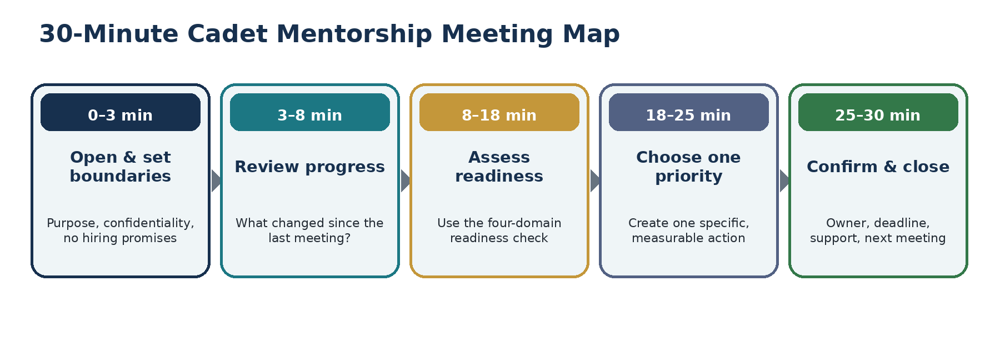 30-Minute Cadet Mentorship Meeting Map
0–3 min
Open & set
boundaries
Purpose, confidentiality,
no hiring promises
3–8 min
Review progress
What changed since the
last meeting?
8–18 min
Assess
readiness
Use the four-domain
readiness check
18–25 min
Choose one
priority
Create one specific,
measurable action
25–30 min
Confirm & close
Owner, deadline,
support, next meeting